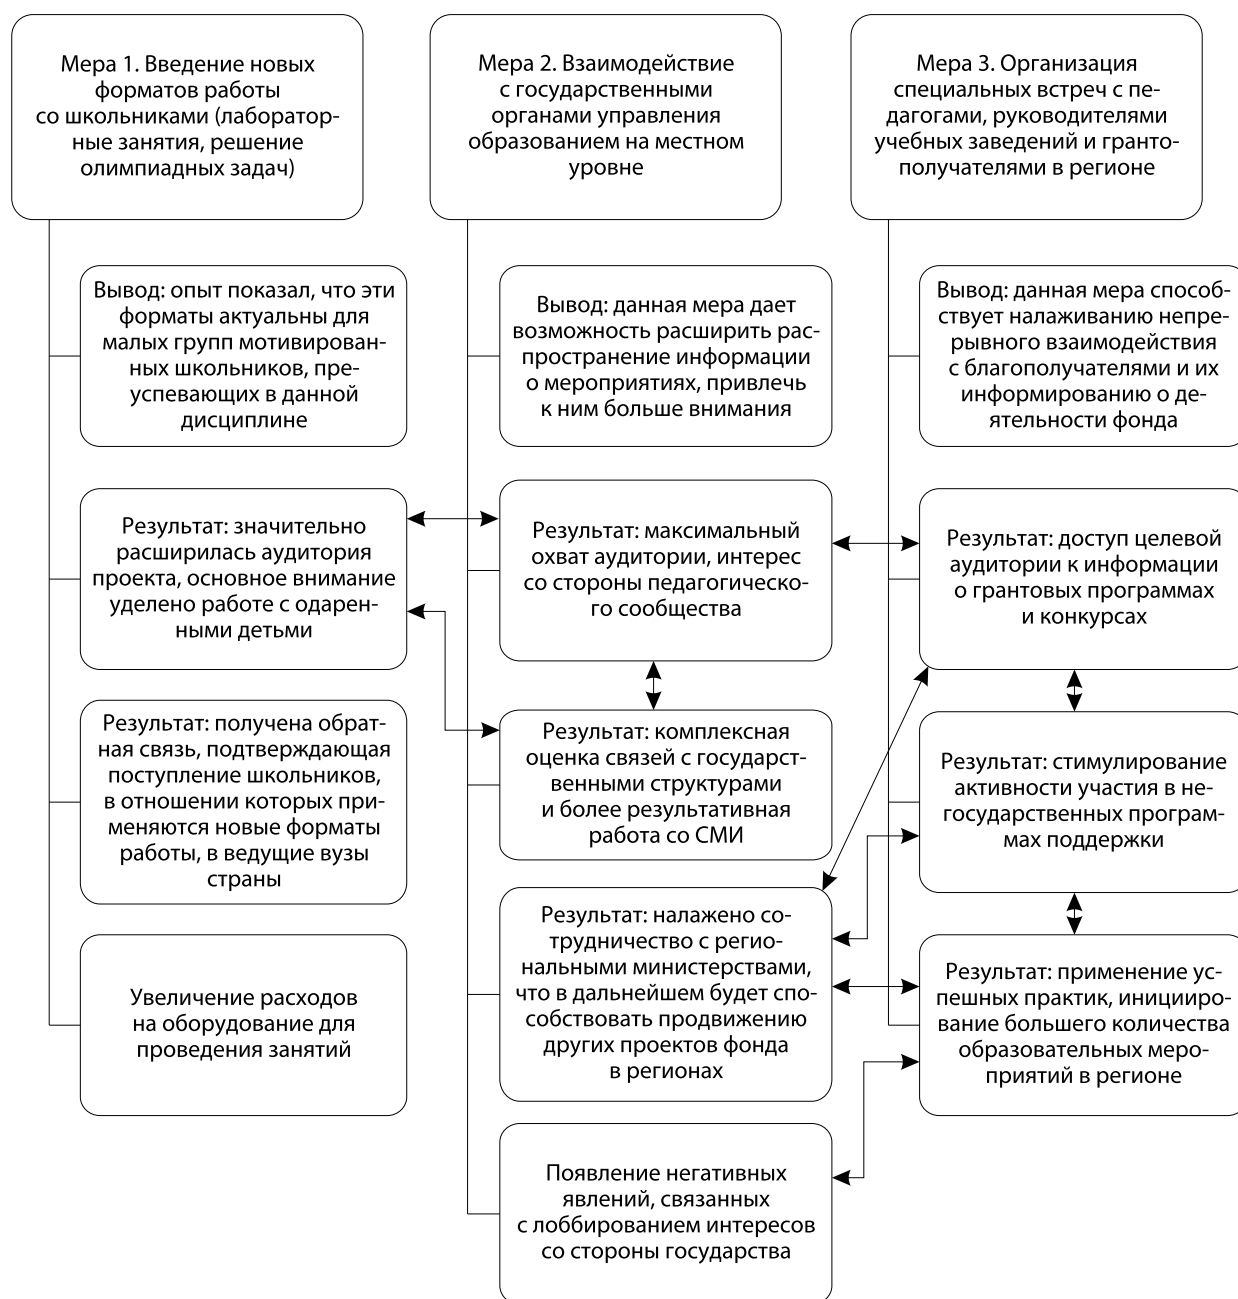 Мера 1. Введение новых
форматов работы
со школьниками (лаборатор-
ные занятия, решение
олимпиадных задач)
Вывод: опыт показал, что эти
форматы актуальны для
малых групп мотивирован-
ных школьников, пре-
успевающих в данной
дисциплине
Результат: значительно
расширилась аудитория
проекта, основное внимание
уделено работе с одарен-
ными детьми
Результат: получена обрат-
ная связь, подтверждающая
поступление школьников,
в отношении которых при-
меняются новые форматы
работы, в ведущие вузы
страны
Увеличение расходов
на оборудование для
проведения занятий
Мера 2. Взаимодействие
с государственными
органами управления
образованием на местном
уровне
Вывод: данная мера дает
возможность расширить рас-
пространение информации
о мероприятиях, привлечь
к ним больше внимания
Результат: максимальный
охват аудитории, интерес
со стороны педагогическо-
го сообщества
Результат: комплексная
оценка связей с государст-
венными структурами
и более результативная
работа со СМИ
Результат: налажено со-
трудничество с регио-
нальными министерствами,
что в дальнейшем будет спо-
собствовать продвижению
других проектов фонда
в регионах
Появление негативных
явлений, связанных
с лоббированием интересов
со стороны государства
Мера 3. Организация
специальных встреч с пе-
дагогами, руководителями
учебных заведений и гранто-
получателями в регионе
Вывод: данная мера способ-
ствует налаживанию непре-
рывного взаимодействия
с благополучателями и их
информированию о де-
ятельности фонда
Результат: доступ целевой
аудитории к информации
о грантовых программах
и конкурсах
Результат: стимулирование
активности участия в не-
государственных програм-
мах поддержки
Результат: применение ус-
пешных практик, иницииро-
вание большего количества
образовательных меро-
приятий в регионе